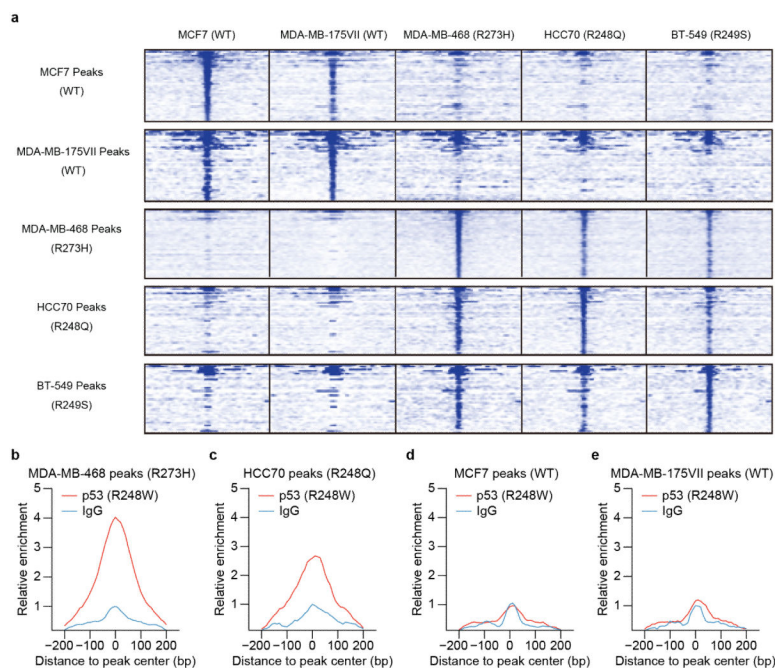 a
MCF7 (WT) MDA-MB-175VII (WT) MDA-MB-468 (R273H) HCC70 (R248Q) BT-549 (R249S)
MCF7 Peaks
(WT)
MDA-MB-175VII Peaks
(WT)
MDA-MB-468 Peaks
(R273H)
HCC70 Peaks
(R248Q)
BT-549 Peaks
(R249S)
b
MDA-MB-468 peaks (R273H)
Relative enrichment
5
4
3
2
1
p53 (R248W)
IgG
-200 -100 0 100 200
Distance to peak center (bp)
c
HCC70 peaks (R248Q)
Relative enrichment
5
4
3
2
1
p53 (R248W)
IgG
-200 -100 0 100 200
Distance to peak center (bp)
d
MCF7 peaks (WT)
Relative enrichment
5
4
3
2
1
p53 (R248W)
IgG
-200 -100 0 100 200
Distance to peak center (bp)
e
MDA-MB-175VII peaks (WT)
Relative enrichment
5
4
3
2
1
p53 (R248W)
IgG
-200 -100 0 100 200
Distance to peak center (bp)